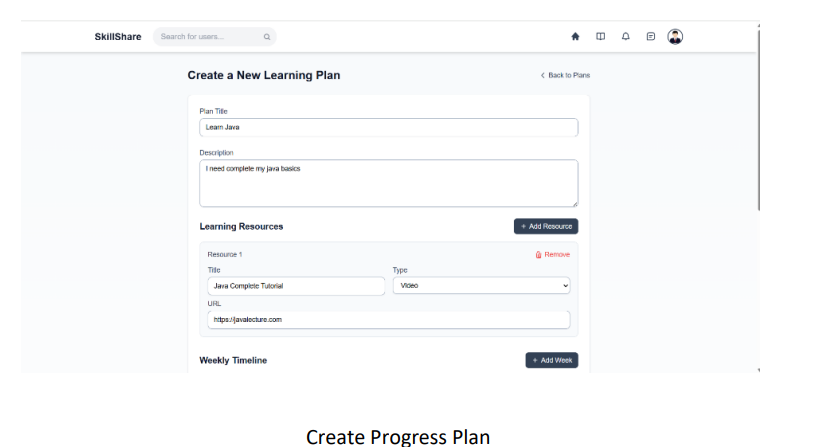 SkillShare Search for users...
Create a New Learning Plan < Back to Plans
Plan Title
Learn Java
Description
I need complete my java basics
Learning Resources + Add Resource
Resource 1 Remove
Title Type
Java Complete Tutorial Video
URL
https://javalecture.com
Weekly Timeline + Add Week
Create Progress Plan